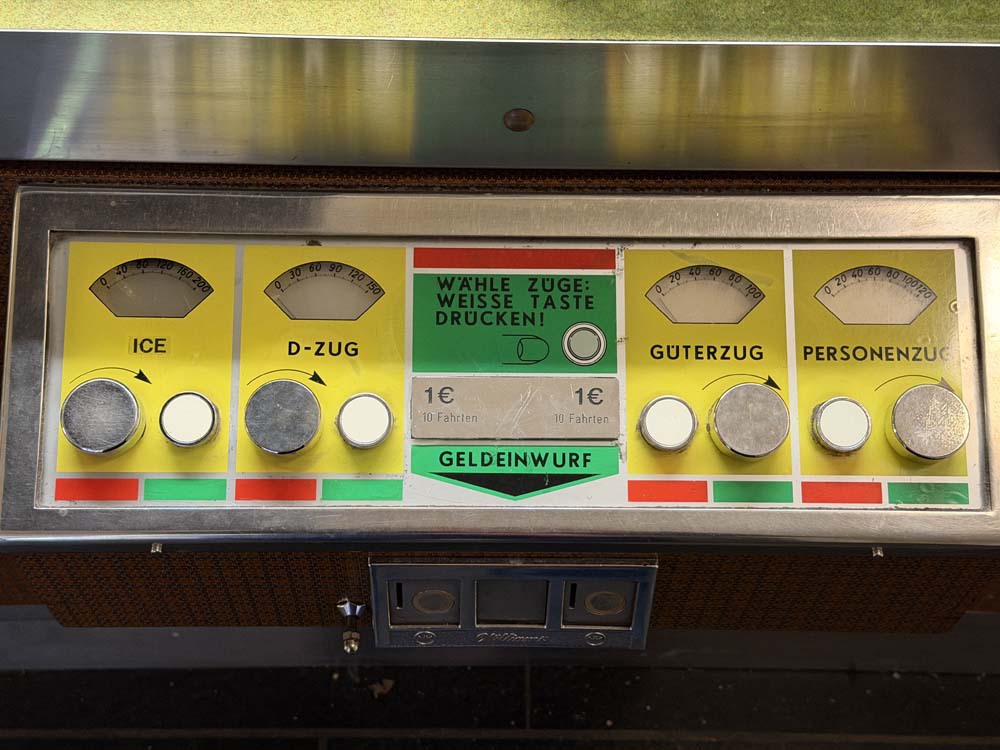 0 40 80 120 160 200
ICE
0 30 60 90 120 150
D-ZUG
WÄHLE ZÜGE:
WEISSE TASTE
DRÜCKEN!
1€ 1€
10 Fahrten 10 Fahrten
GELDEINWURF
0 20 40 60 80 100
GÜTERZUG
0 20 40 60 80 100 120
PERSONENZUG